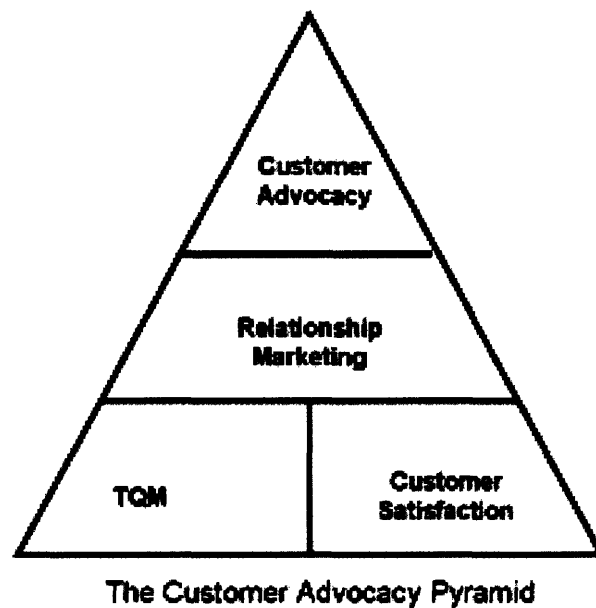 Customer
Advocacy
Relationship
Marketing
TQM
Customer
Satisfaction
The Customer Advocacy Pyramid